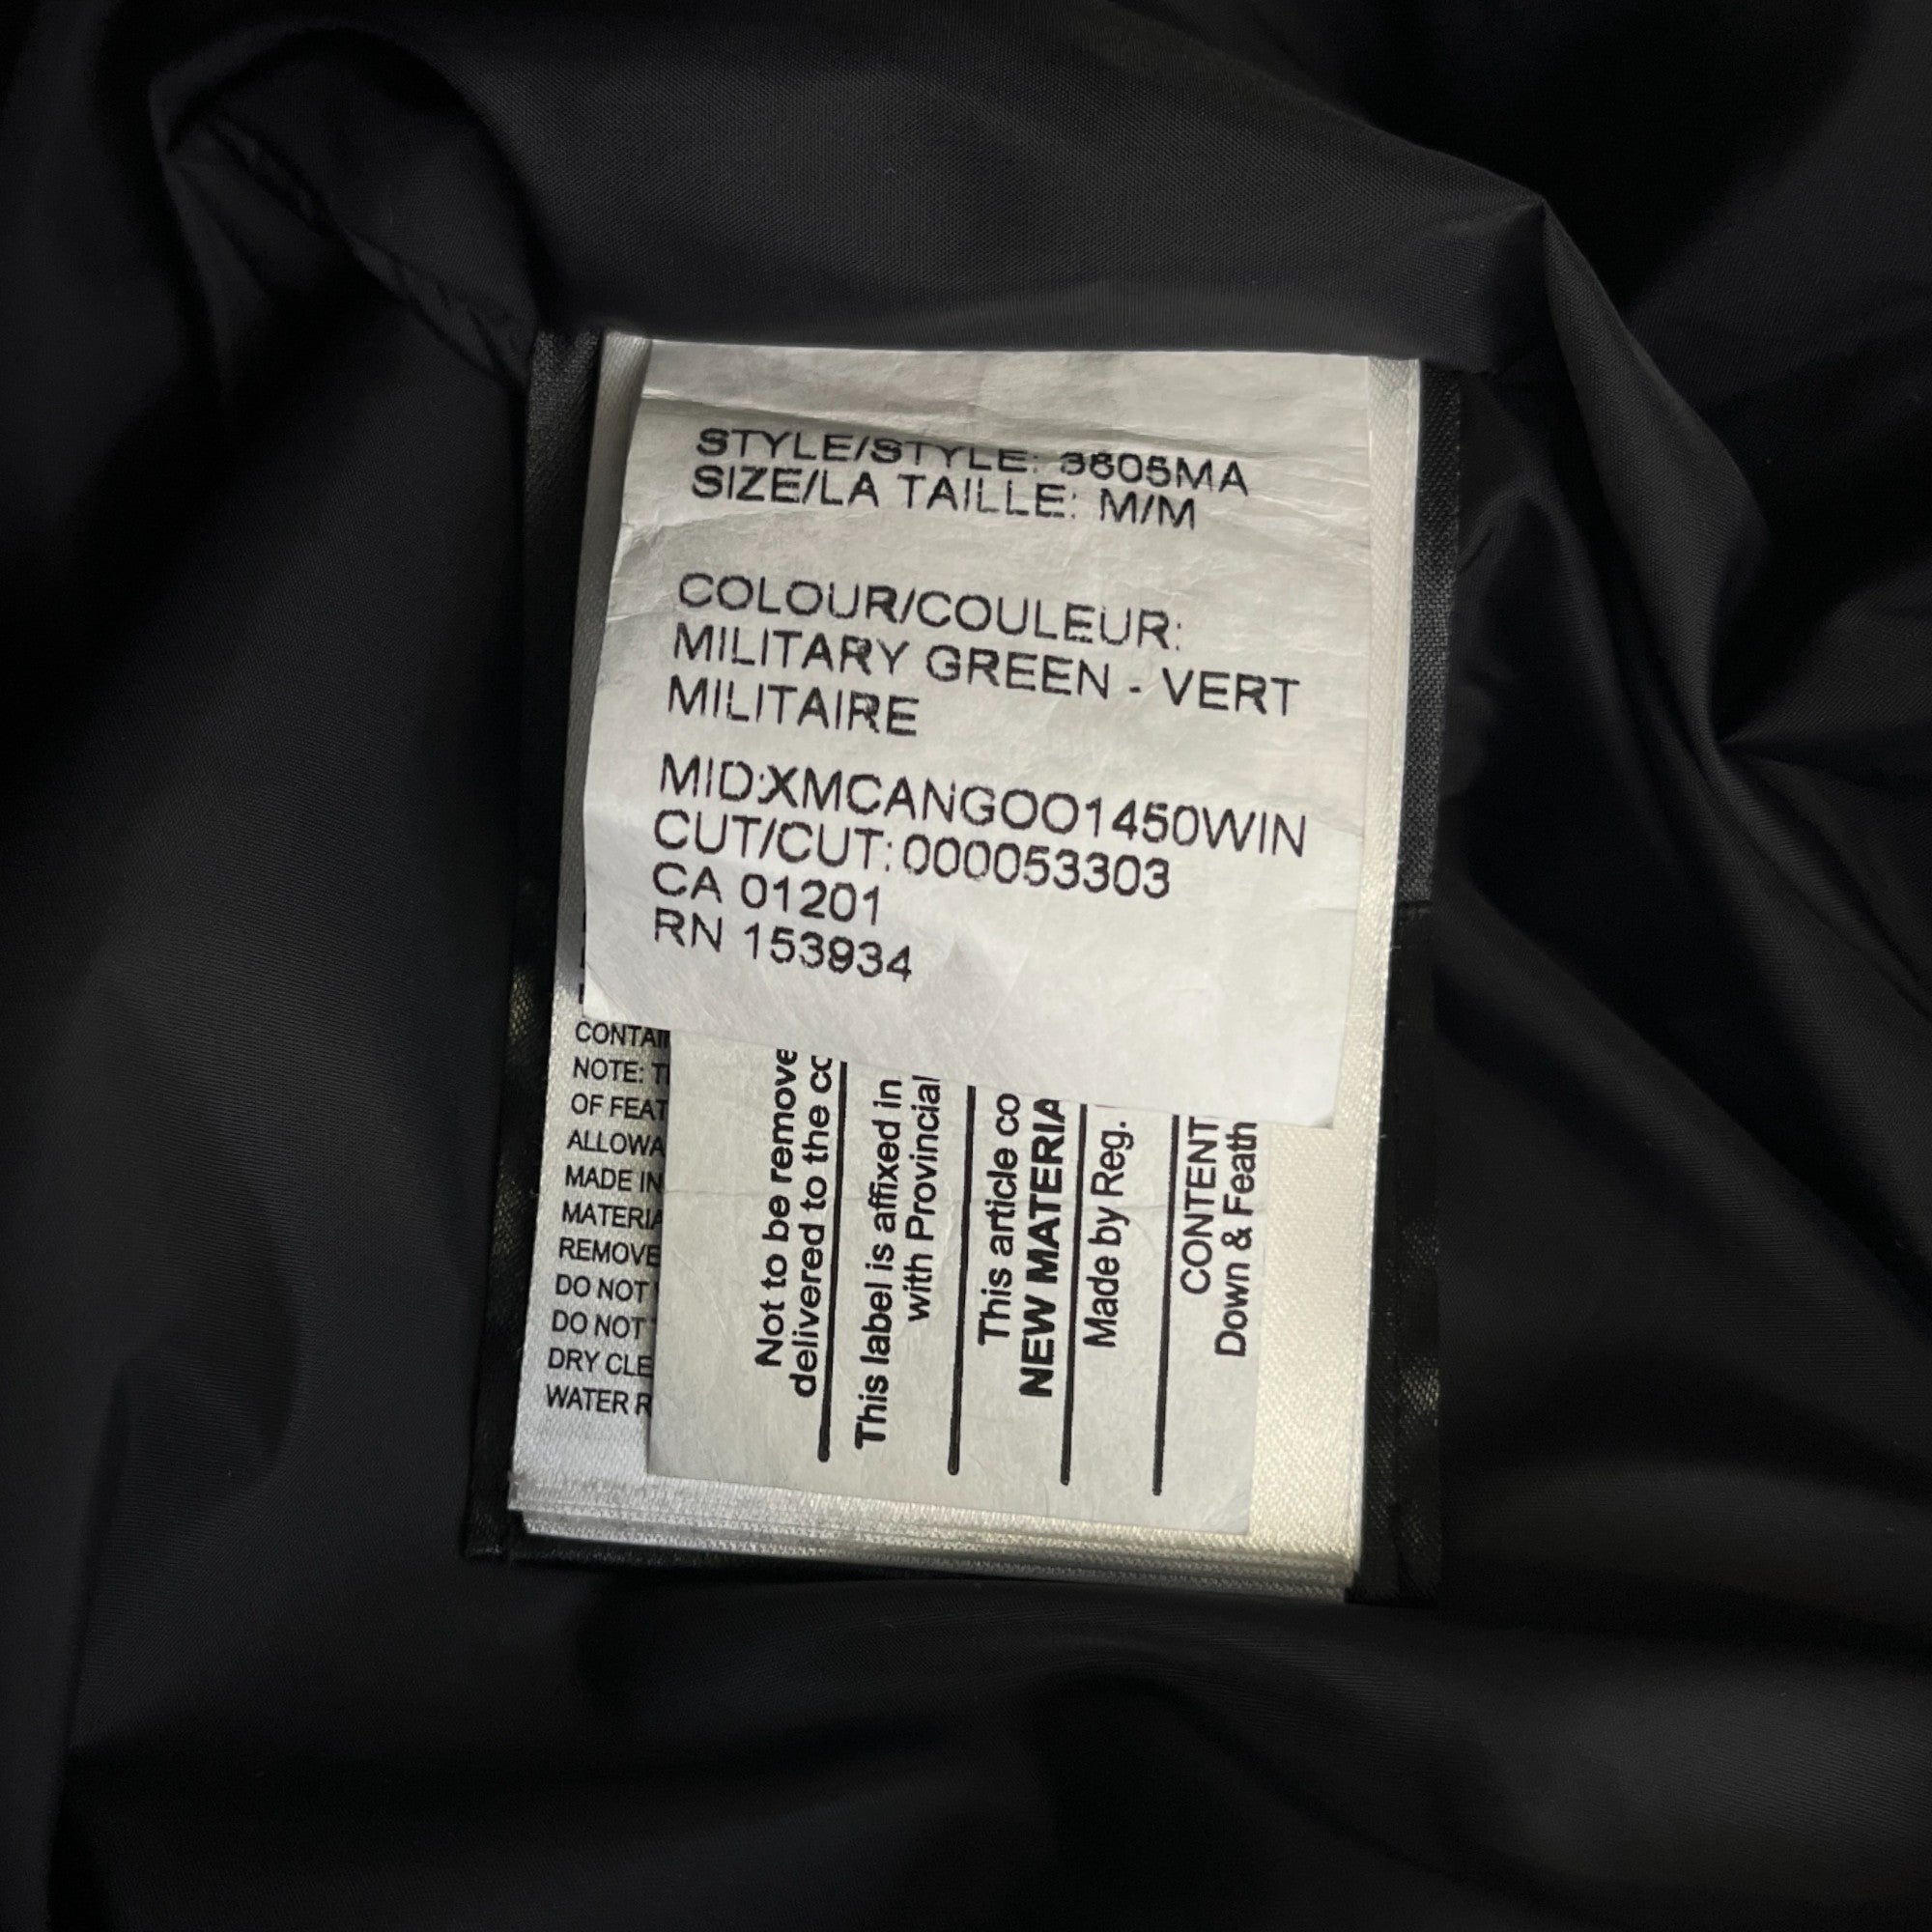 STYLE/STYLE: 3805MA
SIZE/LA TAILLE: M/M
COLOUR/COULEUR:
MILITARY GREEN - VERT
MILITAIRE
MID:XMCANGOO1450WIN
CUT/CUT:000053303
CA 01201
RN 153934
CONTAI
NOTE: T
OF FEAT
ALLOWA
MADE IN
MATERIA
REMOVE
DO NOT
DO NOT
DRY CLE
WATER R
Not to be remove
delivered to the co
This label is affixed in
with Provincial
This article co
NEW MATERIA
Made by Reg.
CONTENT
Down & Feath